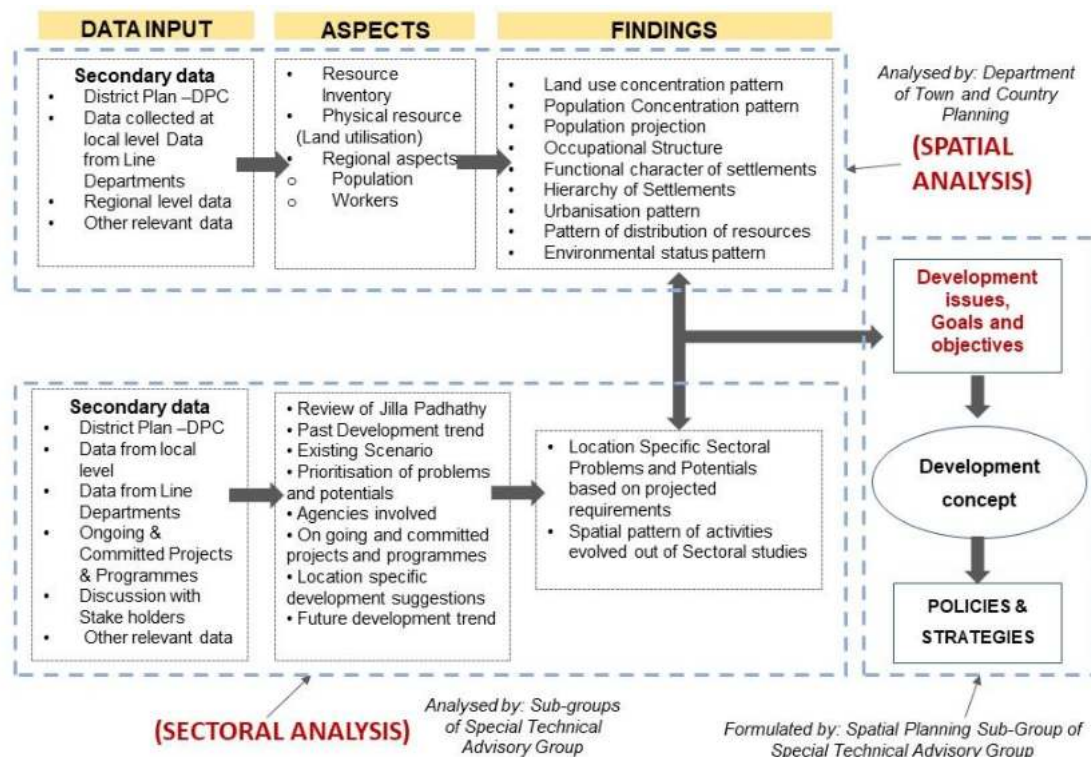 DATA INPUT
ASPECTS
FINDINGS
Secondary data
• District Plan –DPC
• Data collected at
local level Data
from Line
Departments
• Regional level data
• Other relevant data
• Resource
Inventory
• Physical resource
(Land utilisation)
• Regional aspects
o Population
o Workers
• Land use concentration pattern
• Population Concentration pattern
• Population projection
• Occupational Structure
• Functional character of settlements
• Hierarchy of Settlements
• Urbanisation pattern
• Pattern of distribution of resources
• Environmental status pattern
Analysed by: Department
of Town and Country
Planning
(SPATIAL
ANALYSIS)
Secondary data
• District Plan –DPC
• Data from local
level
• Data from Line
Departments
• Ongoing &
Committed Projects
& Programmes
• Discussion with
Stake holders
• Other relevant data
• Review of Jilla Padhathy
• Past Development trend
• Existing Scenario
• Prioritisation of problems
and potentials
• Agencies involved
• On going and committed
projects and programmes
• Location specific
development suggestions
• Future development trend
• Location Specific Sectoral
Problems and Potentials
based on projected
requirements
• Spatial pattern of activities
evolved out of Sectoral studies
Development
issues,
Goals and
objectives
Development
concept
POLICIES &
STRATEGIES
(SECTORAL ANALYSIS)
Analysed by: Sub-groups
of Special Technical
Advisory Group
Formulated by: Spatial Planning Sub-Group of
Special Technical Advisory Group